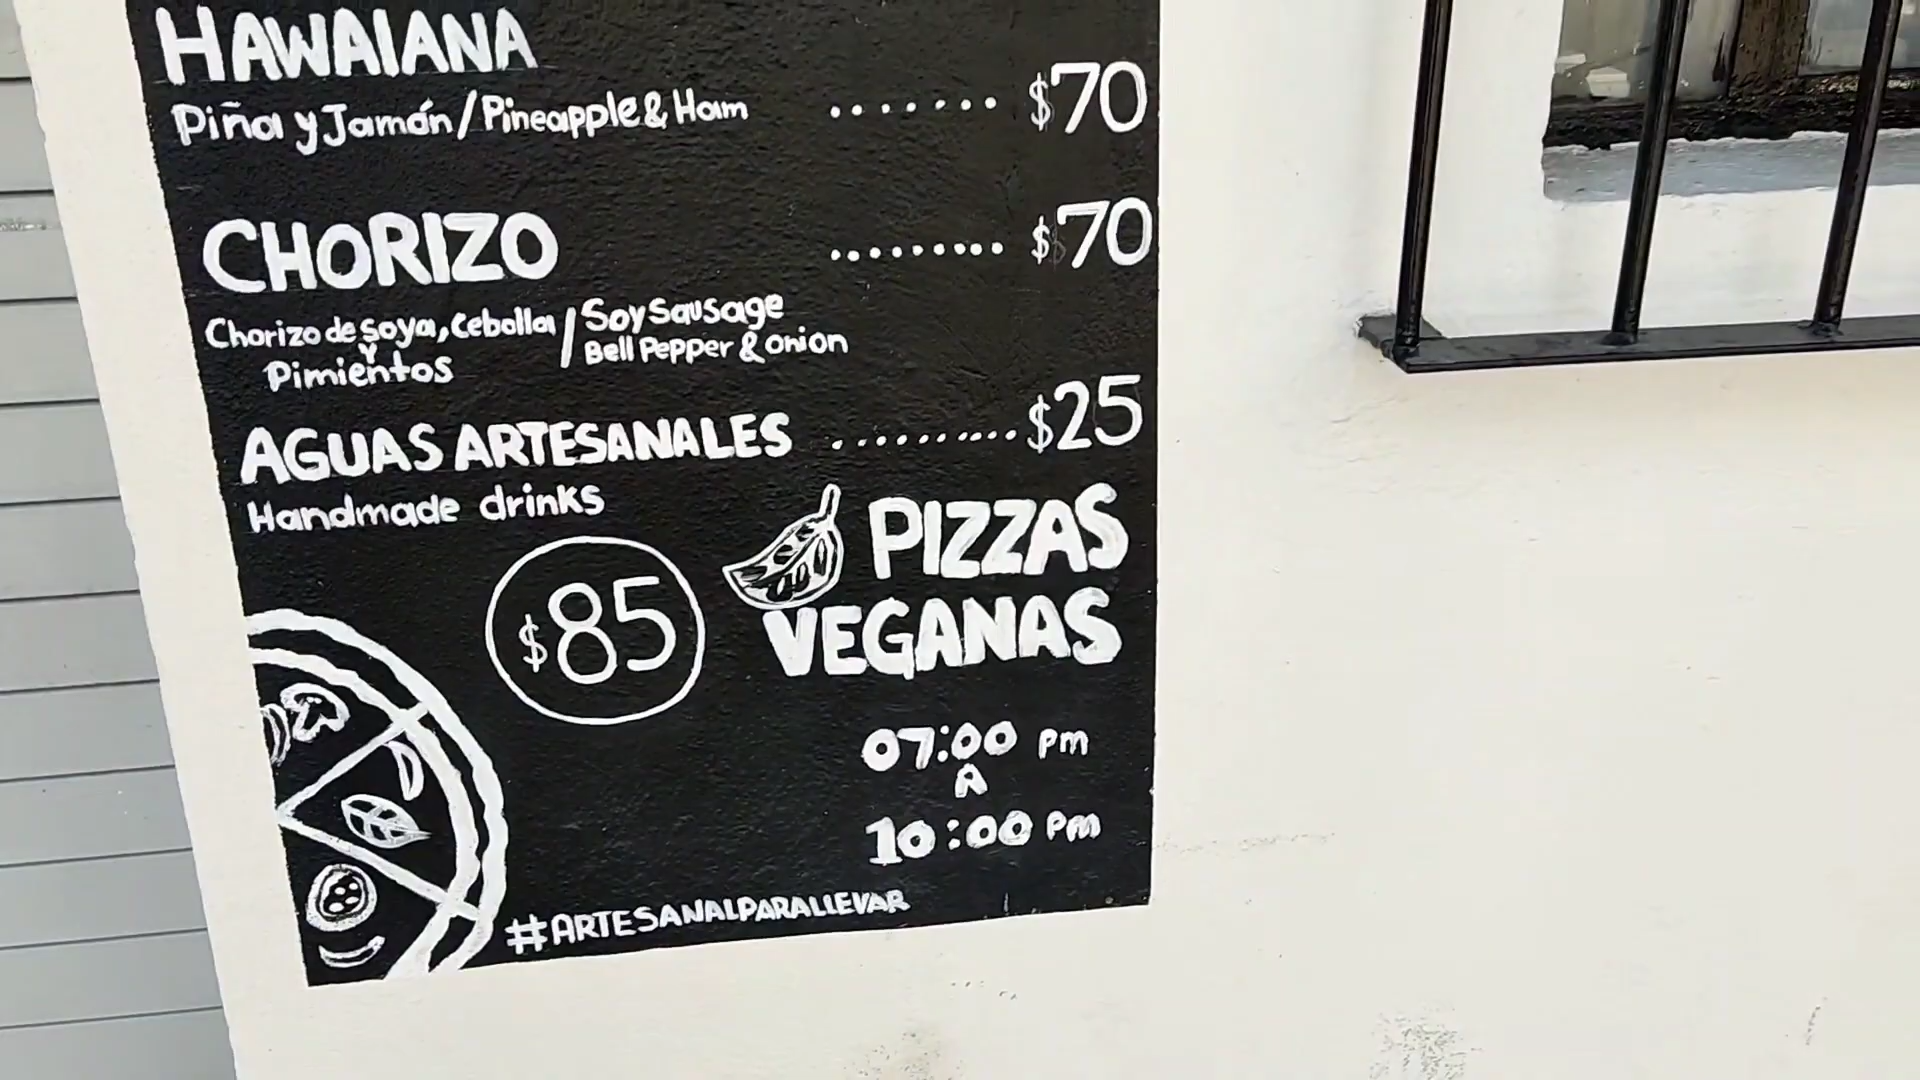 HAWAIANA
Piña y Jamón / Pineapple & Ham ....... $70
CHORIZO ......... $70
Chorizo de Soya, Cebolla y Pimientos / Soy Sausage Bell Pepper & onion
AGUAS ARTESANALES .......... $25
Handmade drinks
$85
PIZZAS
VEGANAS
07:00 Pm
A
10:00 Pm
#ARTESANALPARALLEVAR